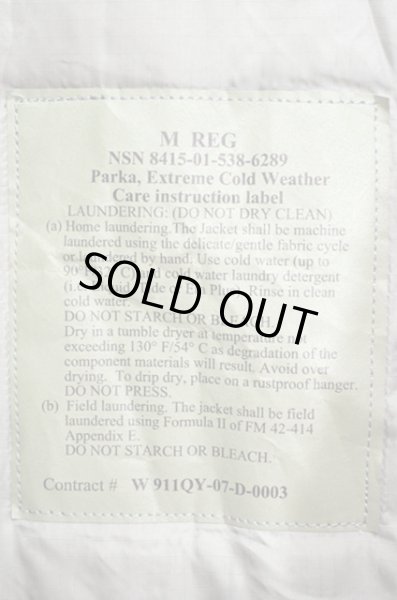 M REG
NSN 8415-01-538-6289
Parka, Extreme Cold Weather
Care instruction label
LAUNDERING: (DO NOT DRY CLEAN)
(a) Home laundering. The Jacket shall be machine
laundered using the delicate/gentle fabric cycle
or laundered by hand. Use cold water (up to
90° cold water laundry detergent
Rinse in clean
cold water.
SOLD OUT
DO NOT STARCH OR BLEACH.
Dry in a tumble dryer at temperature not
exceeding 130° F/54° C as degradation of the
component materials will result. Avoid over
drying. To drip dry, place on a rustproof hanger.
DO NOT PRESS.
(b) Field laundering. The jacket shall be field
laundered using Formula II of FM 42-414
Appendix E.
DO NOT STARCH OR BLEACH.
Contract # W 911QY-07-D-0003